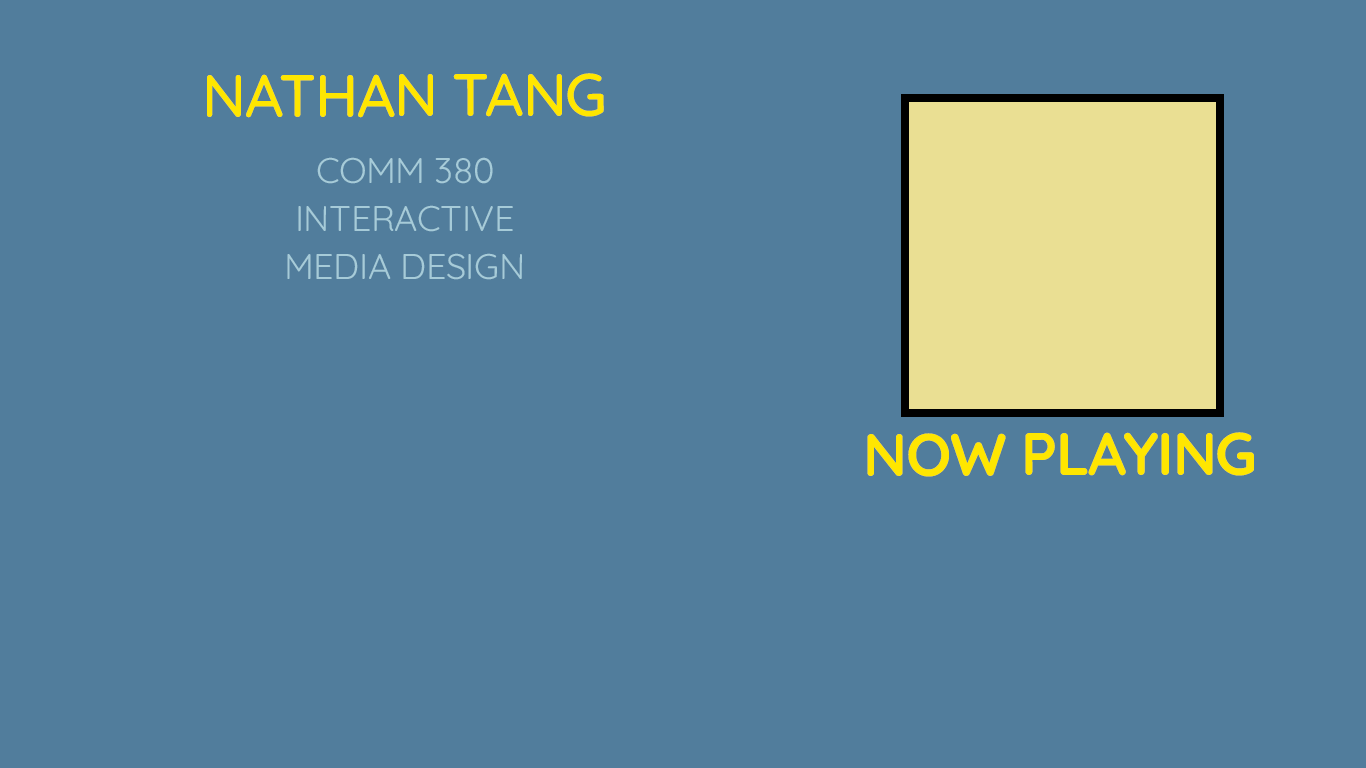 NATHAN TANG
COMM 380
INTERACTIVE
MEDIA DESIGN
NOW PLAYING